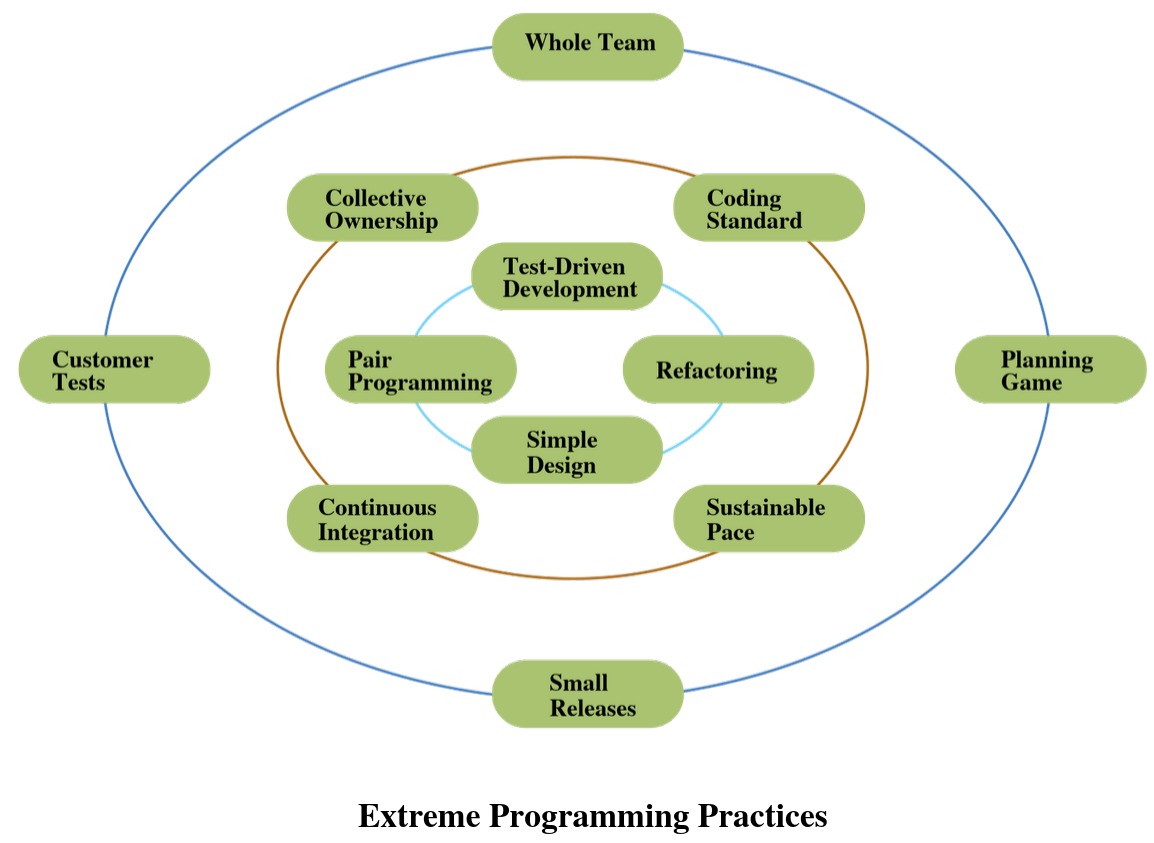 Whole Team
Collective
Ownership
Coding
Standard
Test-Driven
Development
Customer
Tests
Pair
Programming
Refactoring
Planning
Game
Simple
Design
Continuous
Integration
Sustainable
Pace
Small
Releases
Extreme Programming Practices